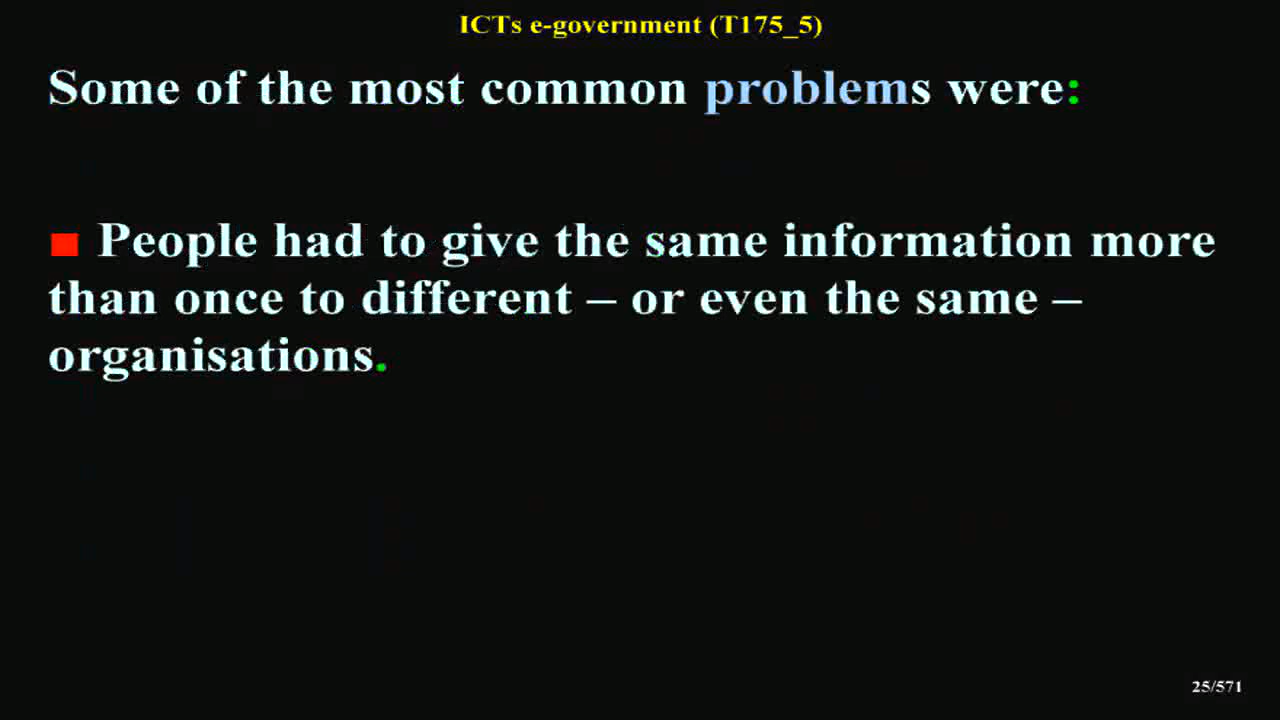 ICTs e-government (T175_5)
Some of the most common problems were:
■ People had to give the same information more
than once to different – or even the same –
organisations.
25/571